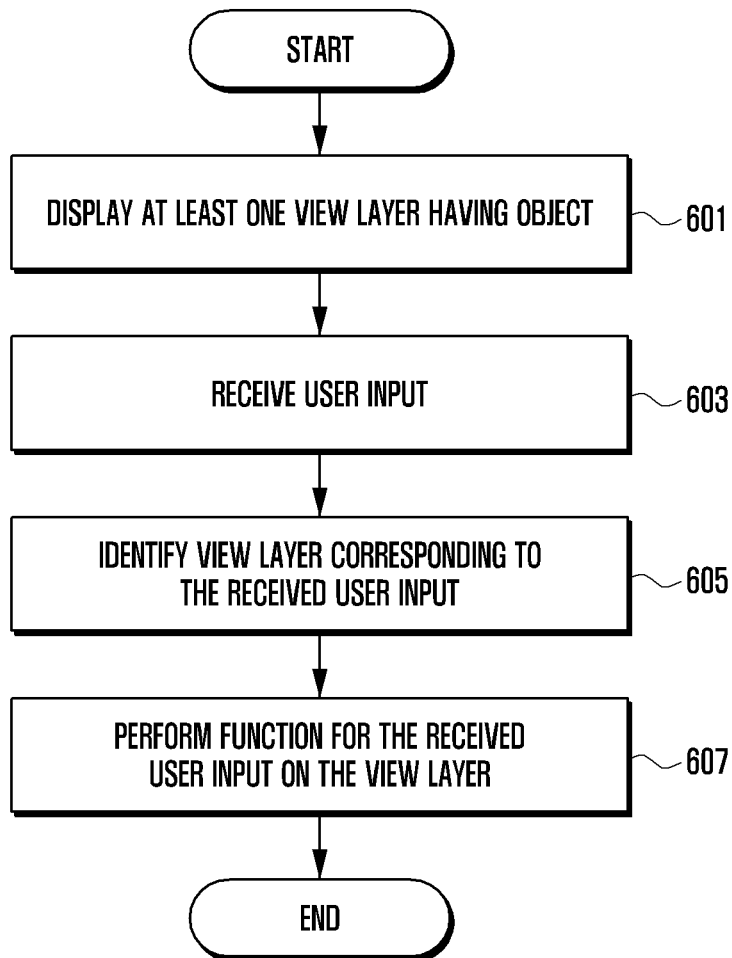 START
DISPLAY AT LEAST ONE VIEW LAYER HAVING OBJECT
601
RECEIVE USER INPUT
603
IDENTIFY VIEW LAYER CORRESPONDING TO
THE RECEIVED USER INPUT
605
PERFORM FUNCTION FOR THE RECEIVED
USER INPUT ON THE VIEW LAYER
607
END